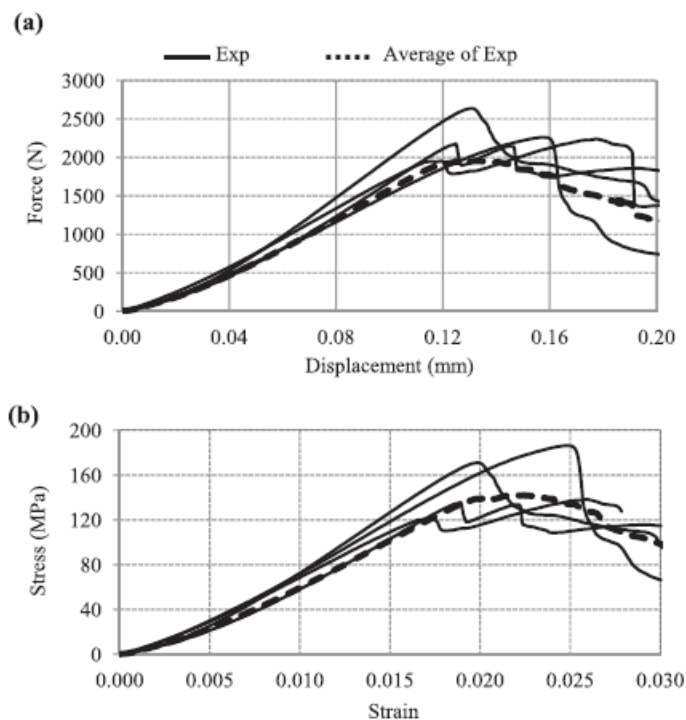 (a)
Exp Average of Exp
3000
2500
2000
1500
1000
500
0
Force (N)
0.00 0.04 0.08 0.12 0.16 0.20
Displacement (mm)
(b)
200
160
120
80
40
0
Stress (MPa)
0.000 0.005 0.010 0.015 0.020 0.025 0.030
Strain